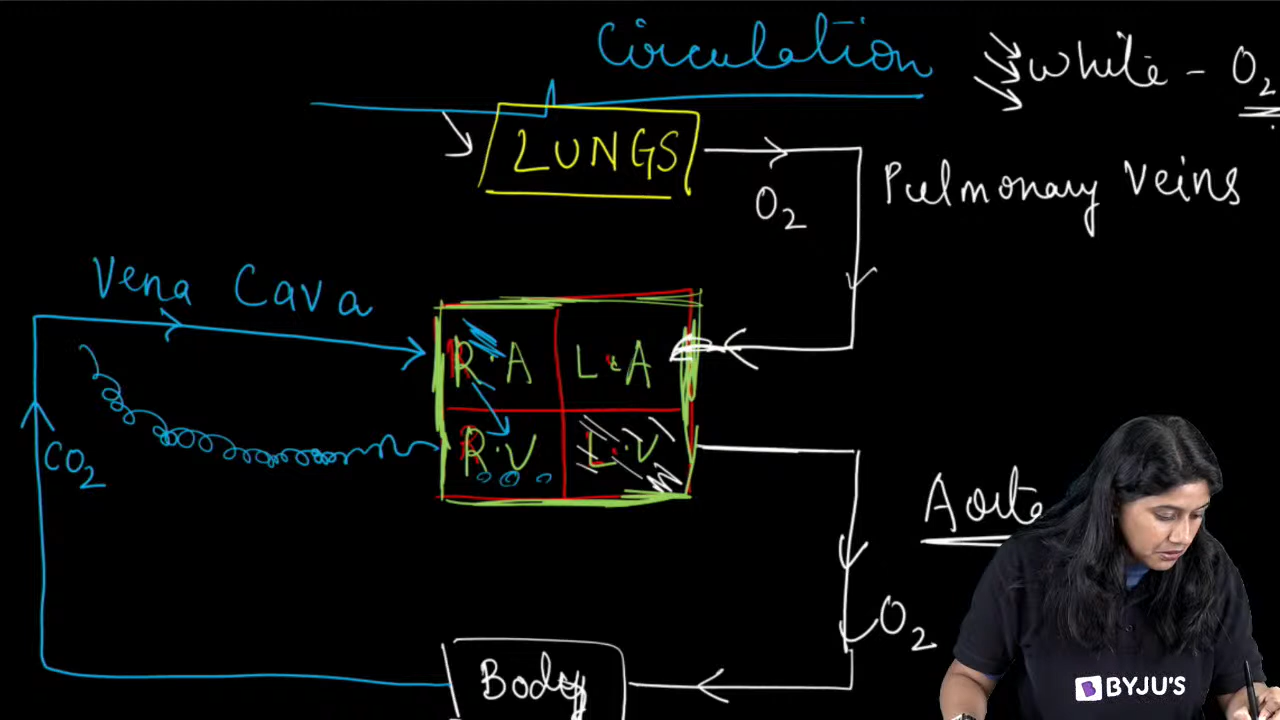 Circulation
White - O2
LUNGS
O2
Pulmonary Veins
Vena Cava
R.A
L.A
R.V
L.V
CO2
Aorta
O2
Body
BYJU'S